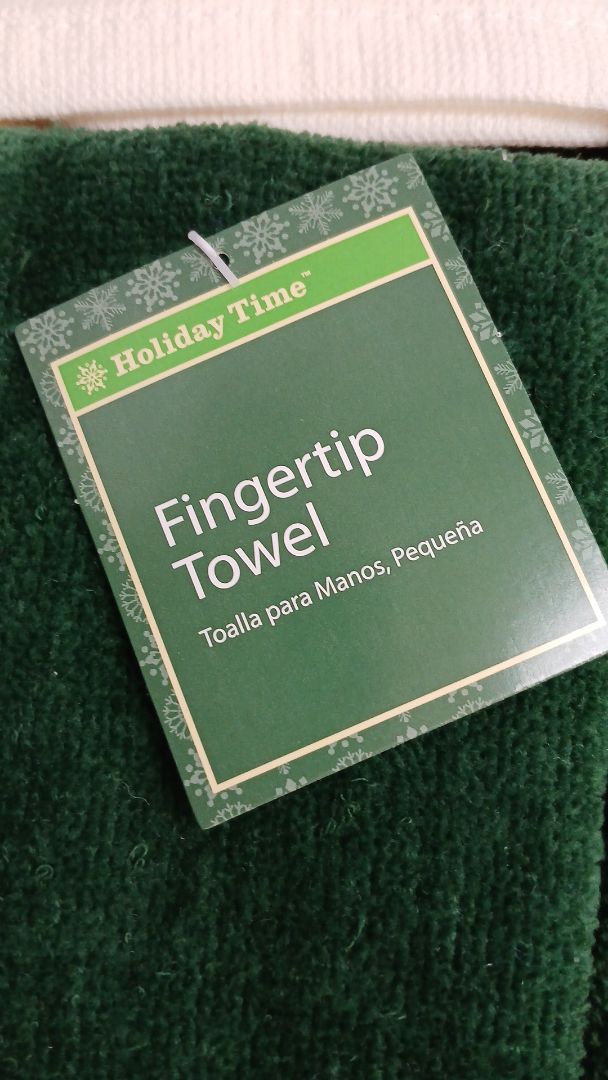 Holiday Time™
Fingertip
Towel
Toalla para Manos, Pequeña